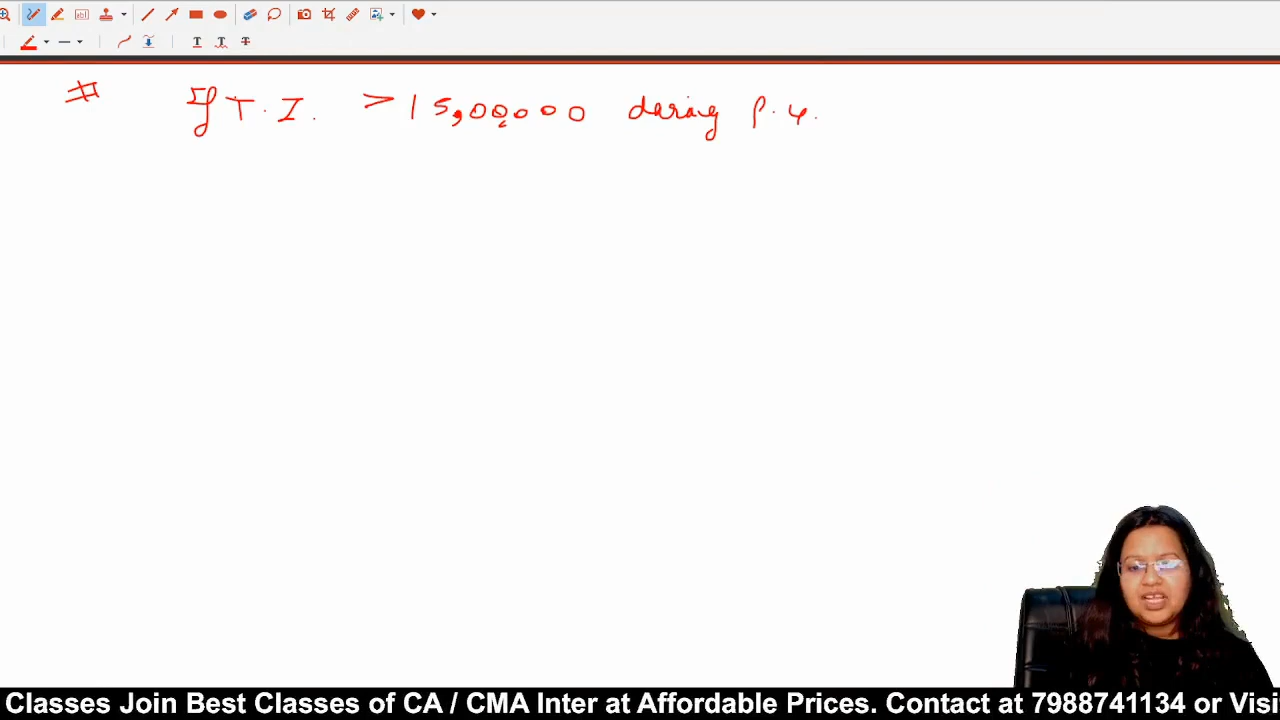 # If T.I. > 15,00,000 during P.Y.
Classes Join Best Classes of CA / CMA Inter at Affordable Prices. Contact at 7988741134 or Visi